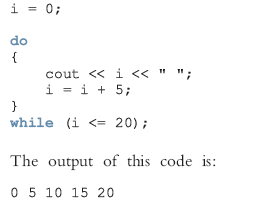 i = 0;
do
{
cout << i << " ";
i = i + 5;
}
while (i <= 20);
The output of this code is:
0 5 10 15 20